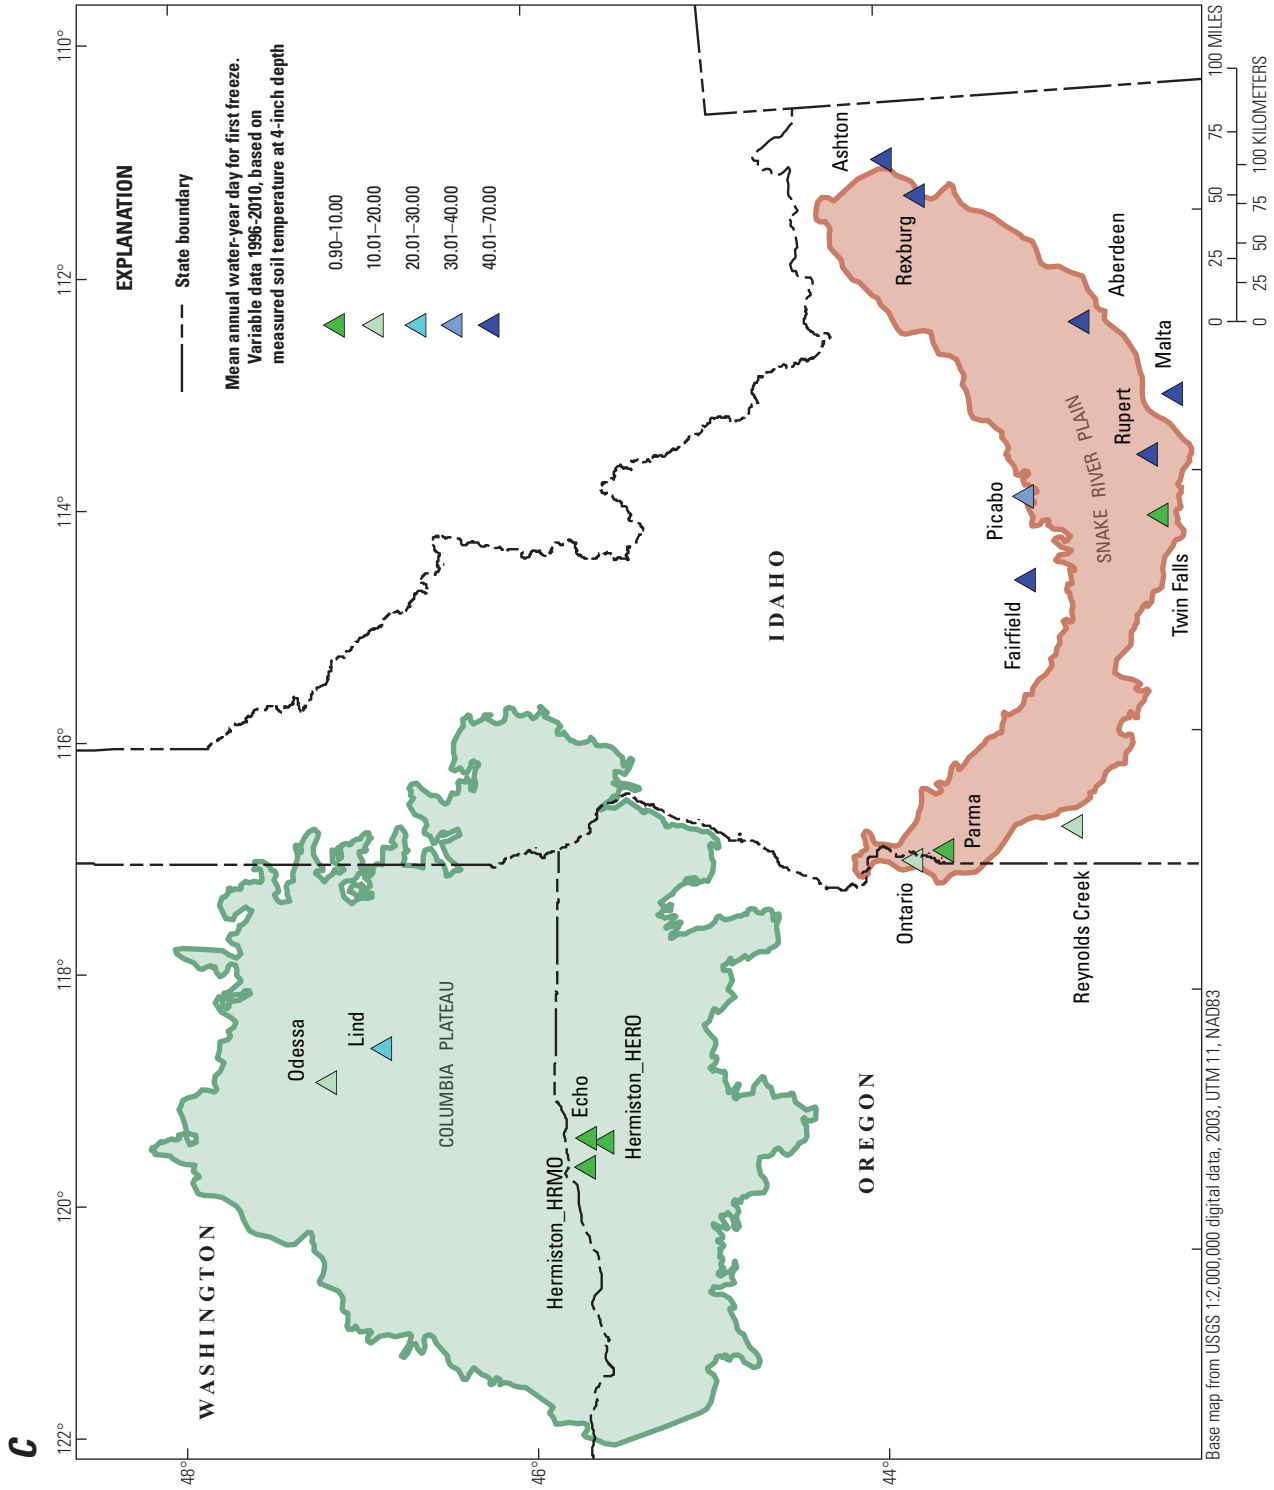 C
122°
120°
118°
116°
114°
112°
110°
48°
46°
44°
EXPLANATION
State boundary
Mean annual water-year day for first freeze.
Variable data 1996-2010, based on
measured soil temperature at 4-inch depth
0.90–10.00
10.01–20.00
20.01–30.00
30.01–40.00
40.01–70.00
WASHINGTON
Odessa
Lind
COLUMBIA PLATEAU
Hermiston_HRMO
Echo
Hermiston_HERO
OREGON
IDAHO
Ashton
Rexburg
Aberdeen
Malta
Rupert
SNAKE RIVER PLAIN
Picabo
Fairfield
Twin Falls
Parma
Ontario
Reynolds Creek
0 25 50 75 100 MILES
0 25 50 75 100 KILOMETERS
Base map from USGS 1:2,000,000 digital data, 2003, UTM 11, NAD83